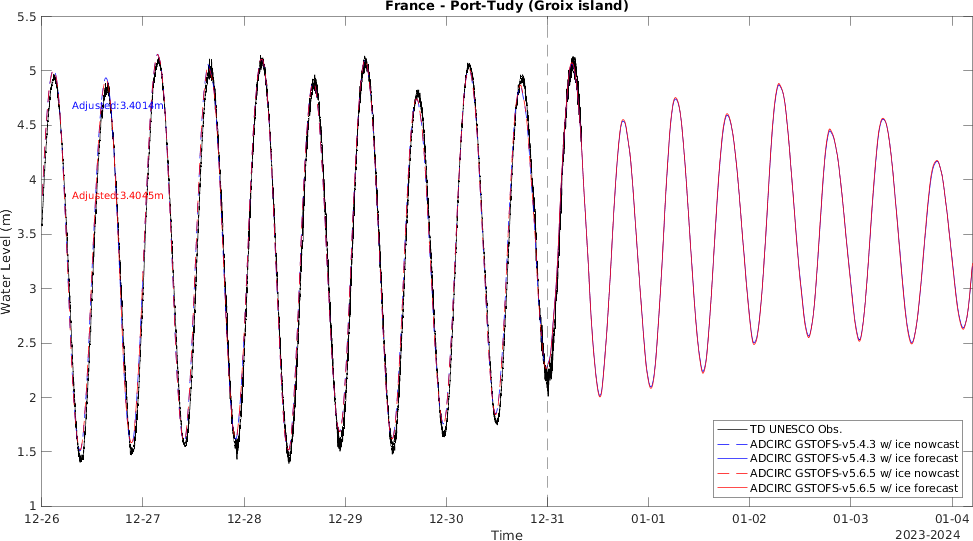 France - Port-Tudy (Groix island)
5.5
5
4.5
4
3.5
3
2.5
2
1.5
1
Water Level (m)
Adjusted:3.4014m
Adjusted:3.4045m
TD UNESCO Obs.
ADCIRC GSTOFS-v5.4.3 w/ ice nowcast
ADCIRC GSTOFS-v5.4.3 w/ ice forecast
ADCIRC GSTOFS-v5.6.5 w/ ice nowcast
ADCIRC GSTOFS-v5.6.5 w/ ice forecast
12-26 12-27 12-28 12-29 12-30 12-31 01-01 01-02 01-03 01-04
Time
2023-2024